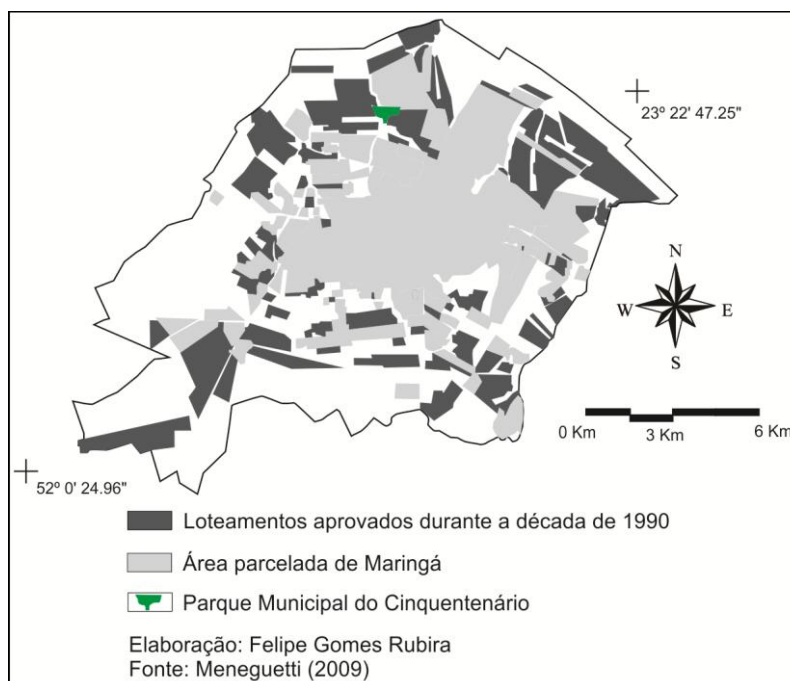 23º 22' 47.25"
N
W
E
S
0 Km
3 Km
6 Km
52º 0' 24.96"
Loteamentos aprovados durante a década de 1990
Área parcelada de Maringá
Parque Municipal do Cinquentenário
Elaboração: Felipe Gomes Rubira
Fonte: Meneguetti (2009)